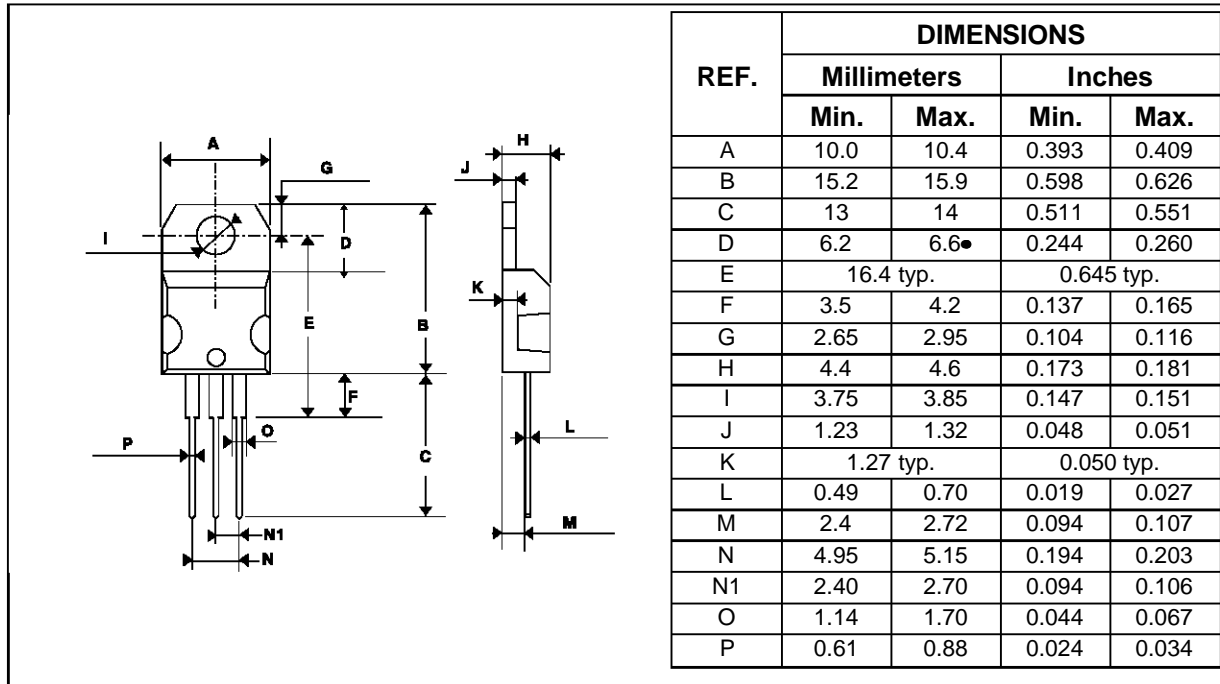 A
G
I
D
E
B
F
O
P
C
N1
N
H
J
K
L
M
DIMENSIONS
REF. Millimeters Inches
Min. Max. Min. Max.
A 10.0 10.4 0.393 0.409
B 15.2 15.9 0.598 0.626
C 13 14 0.511 0.551
D 6.2 6.6● 0.244 0.260
E 16.4 typ. 0.645 typ.
F 3.5 4.2 0.137 0.165
G 2.65 2.95 0.104 0.116
H 4.4 4.6 0.173 0.181
I 3.75 3.85 0.147 0.151
J 1.23 1.32 0.048 0.051
K 1.27 typ. 0.050 typ.
L 0.49 0.70 0.019 0.027
M 2.4 2.72 0.094 0.107
N 4.95 5.15 0.194 0.203
N1 2.40 2.70 0.094 0.106
O 1.14 1.70 0.044 0.067
P 0.61 0.88 0.024 0.034